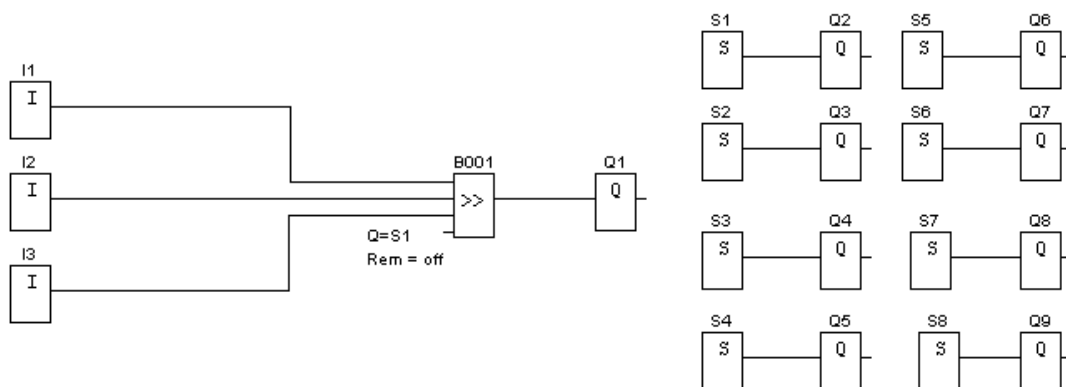 S1 Q2 S5 Q6
S Q S Q
I1
I
S2 Q3 S6 Q7
S Q S Q
I2 B001 Q1
I >> Q
S3 Q4 S7 Q8
Q=S1
S Q S Q
I3 Rem = off
I
S4 Q5 S8 Q9
S Q S Q